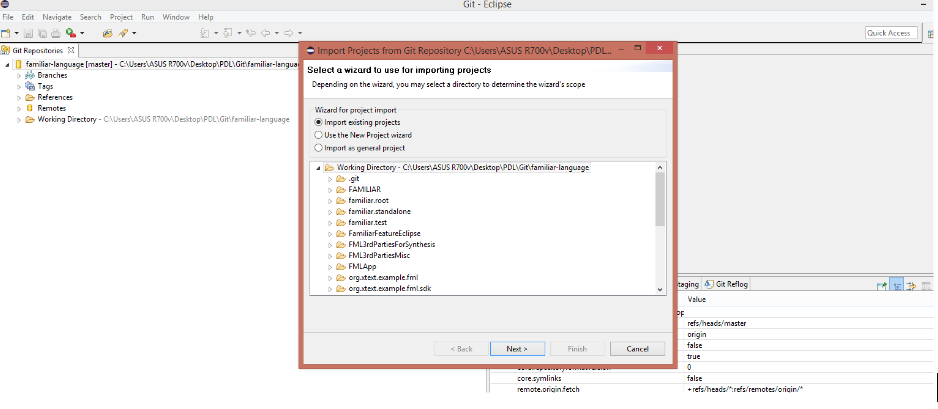 Git - Eclipse
File Edit Navigate Search Project Run Window Help
Quick Access
Git Repositories
familiar-language [master] - C:\Users\ASUS R700v\Desktop\PDL\Git\familiar-langua
Branches
Tags
References
Remotes
Working Directory - C:\Users\ASUS R700v\Desktop\PDL\Git\familiar-language
Import Projects from Git Repository C:\Users\ASUS R700v\Desktop\PDL...
Select a wizard to use for importing projects
Depending on the wizard, you may select a directory to determine the wizard's scope
Wizard for project import
Import existing projects
Use the New Project wizard
Import as general project
Working Directory - C:\Users\ASUS R700v\Desktop\PDL\Git\familiar-language
.git
FAMILIAR
familiar.root
familiar.standalone
familiar.test
FamiliarFeatureEclipse
FML3rdPartiesForSynthesis
FML3rdPartiesMisc
FMLApp
org.xtext.example.fml
org.xtext.example.fml.sdk
< Back Next > Finish Cancel
taging Git Reflog
Value
refs/heads/master
origin
false
true
0
core.symlinks false
remote.origin.fetch +refs/heads/*:refs/remotes/origin/*